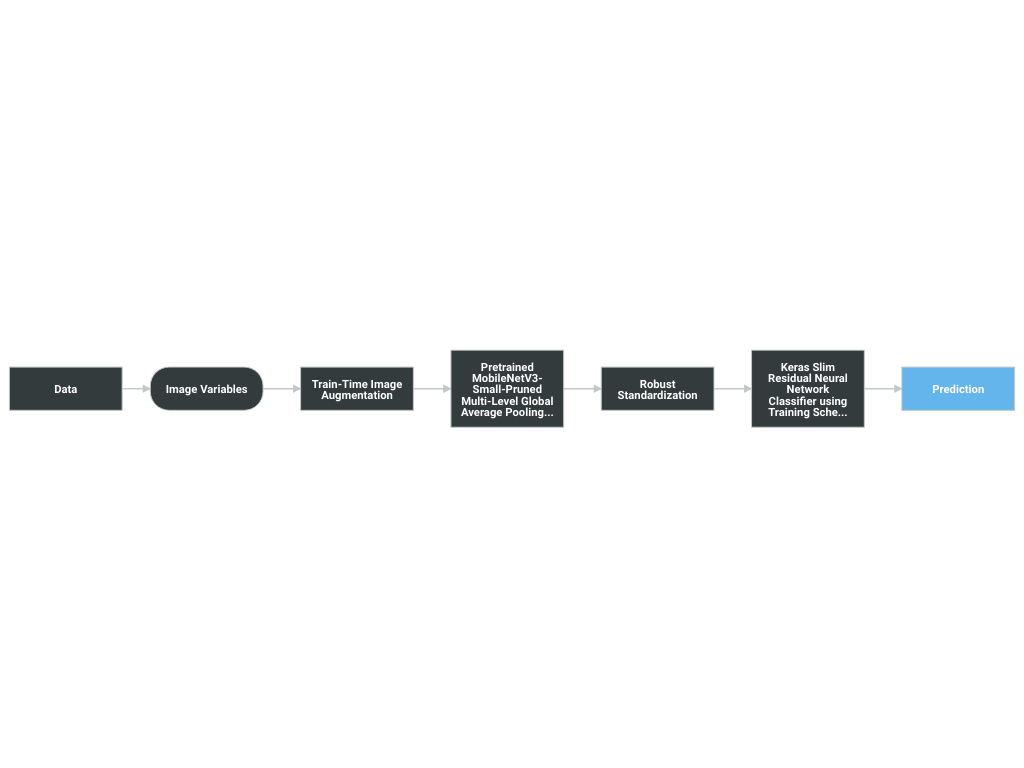 Data
Image Variables
Train-Time Image
Augmentation
Pretrained
MobileNetV3-
Small-Pruned
Multi-Level Global
Average Pooling...
Robust
Standardization
Keras Slim
Residual Neural
Network
Classifier using
Training Sche...
Prediction